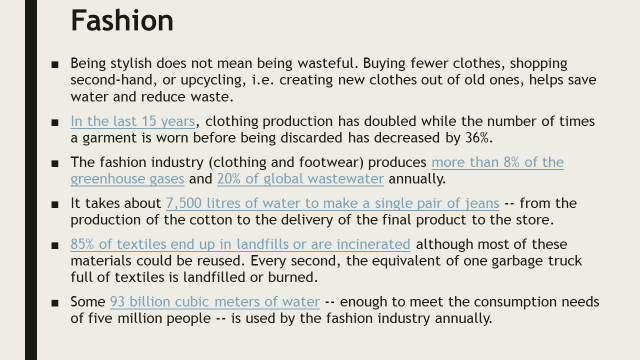 Fashion
▪ Being stylish does not mean being wasteful. Buying fewer clothes, shopping
second-hand, or upcycling, i.e. creating new clothes out of old ones, helps save
water and reduce waste.
▪ In the last 15 years, clothing production has doubled while the number of times
a garment is worn before being discarded has decreased by 36%.
▪ The fashion industry (clothing and footwear) produces more than 8% of the
greenhouse gases and 20% of global wastewater annually.
▪ It takes about 7,500 litres of water to make a single pair of jeans -- from the
production of the cotton to the delivery of the final product to the store.
▪ 85% of textiles end up in landfills or are incinerated although most of these
materials could be reused. Every second, the equivalent of one garbage truck
full of textiles is landfilled or burned.
▪ Some 93 billion cubic meters of water -- enough to meet the consumption needs
of five million people -- is used by the fashion industry annually.